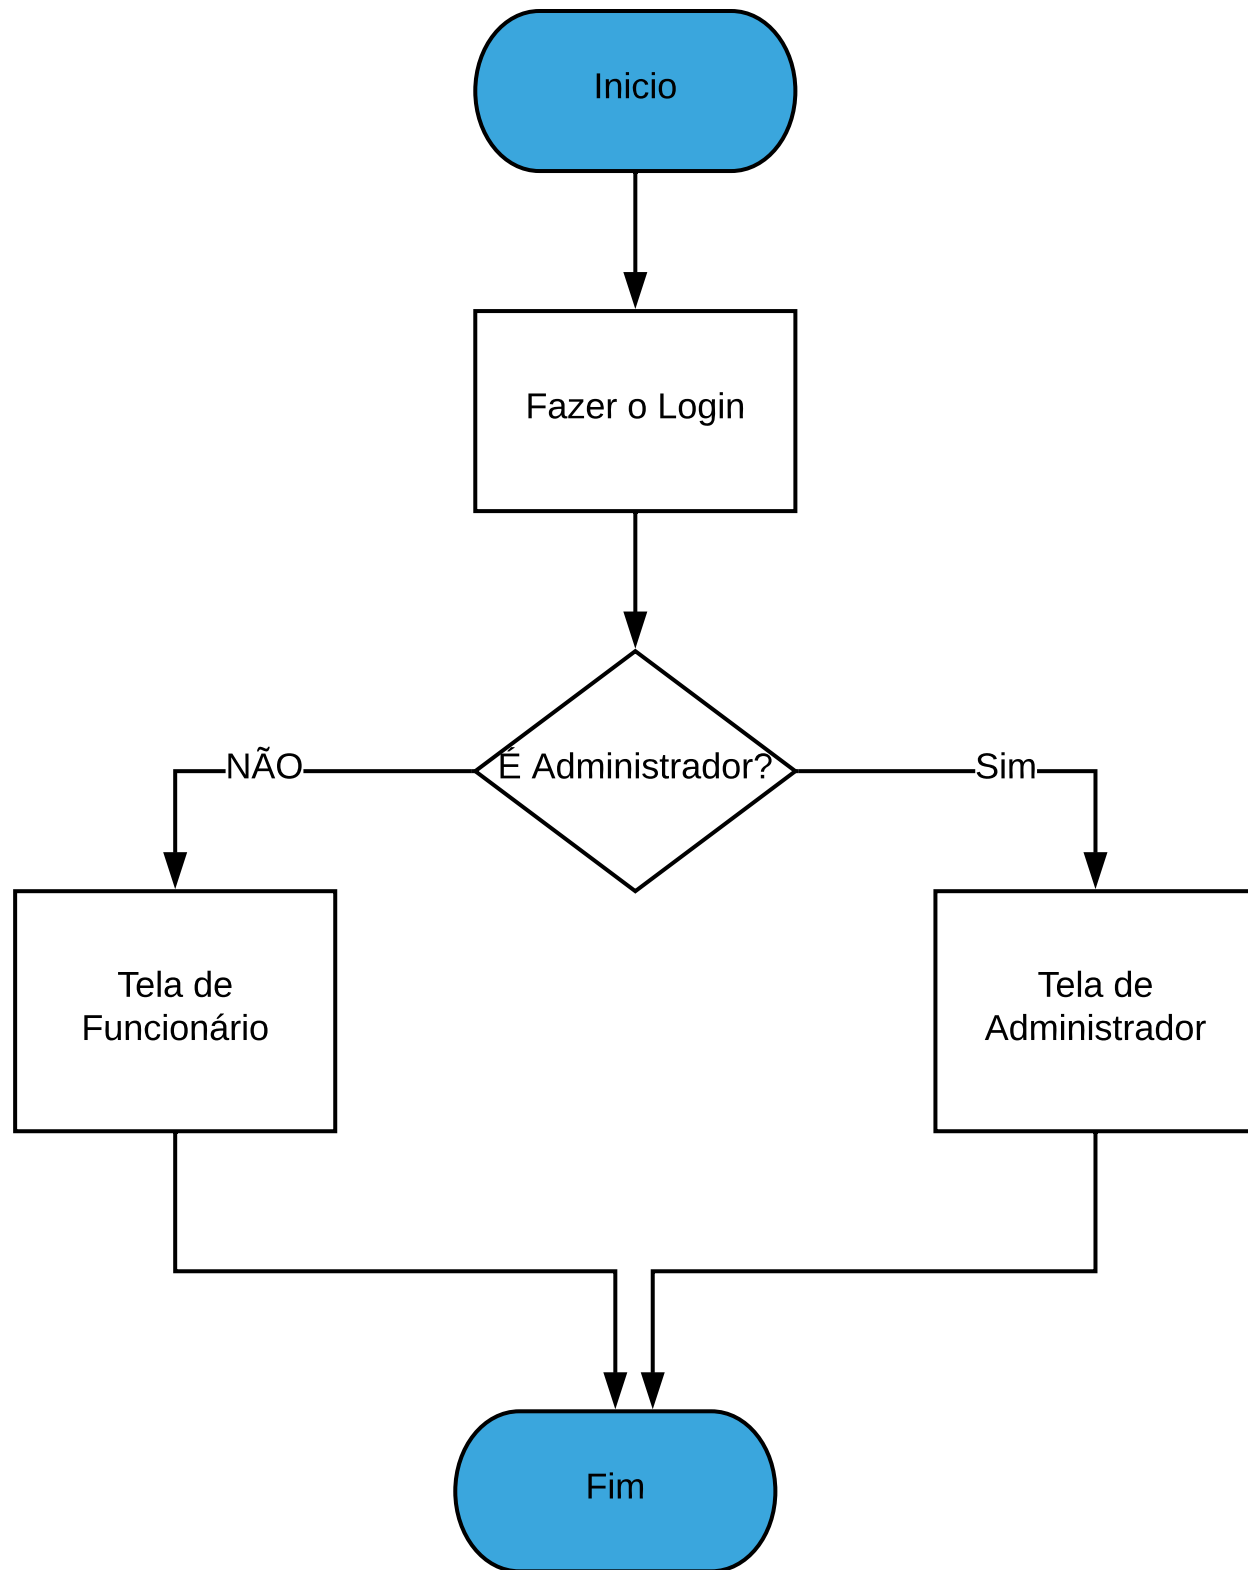 Inicio
Fazer o Login
É Administrador?
NÃO
Sim
Tela de
Funcionário
Tela de
Administrador
Fim